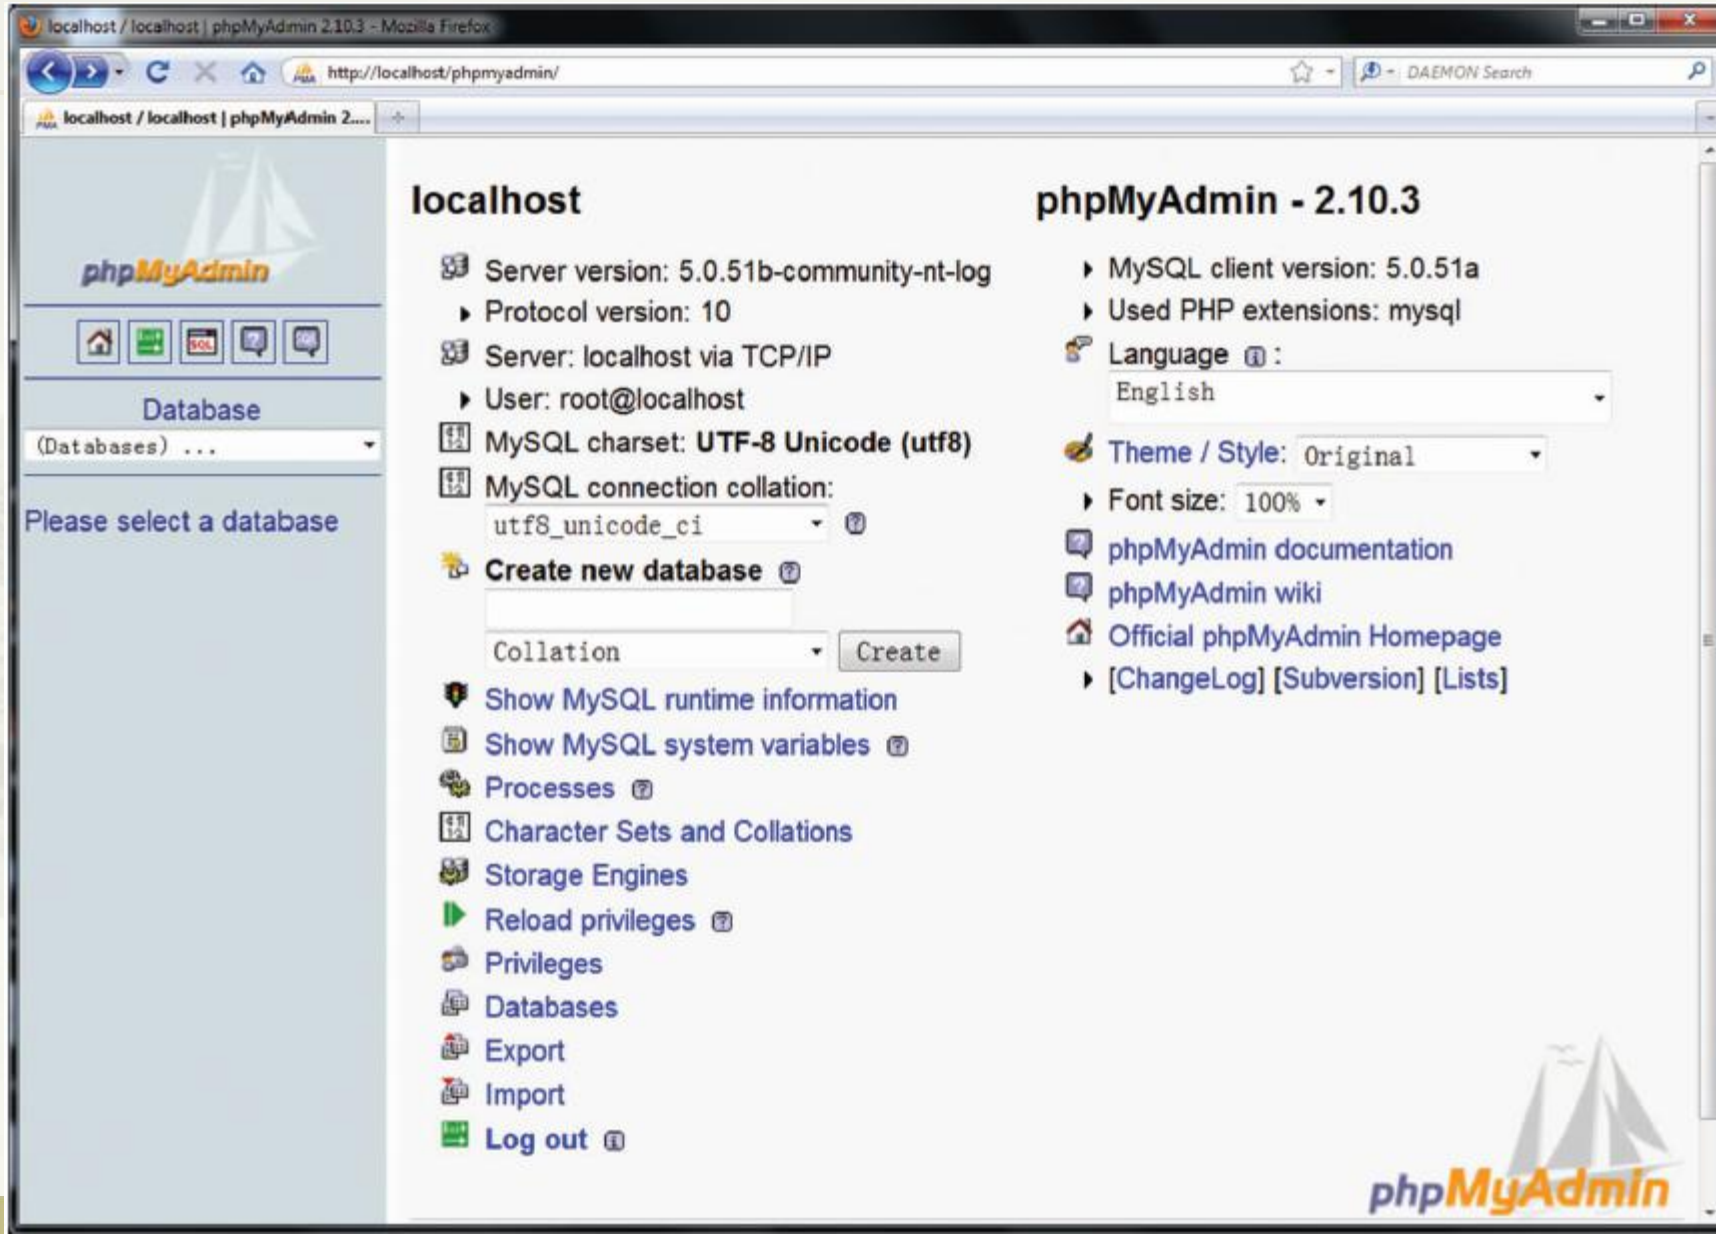 localhost / localhost | phpMyAdmin 2.10.3 - Mozilla Firefox
http://localhost/phpmyadmin/
DAEMON Search
localhost / localhost | phpMyAdmin 2....
phpMyAdmin
Database
(Databases) ...
Please select a database
localhost
Server version: 5.0.51b-community-nt-log
Protocol version: 10
Server: localhost via TCP/IP
User: root@localhost
MySQL charset: UTF-8 Unicode (utf8)
MySQL connection collation:
utf8_unicode_ci
Create new database
Collation
Create
Show MySQL runtime information
Show MySQL system variables
Processes
Character Sets and Collations
Storage Engines
Reload privileges
Privileges
Databases
Export
Import
Log out
phpMyAdmin - 2.10.3
MySQL client version: 5.0.51a
Used PHP extensions: mysql
Language :
English
Theme / Style: Original
Font size: 100%
phpMyAdmin documentation
phpMyAdmin wiki
Official phpMyAdmin Homepage
[ChangeLog] [Subversion] [Lists]
phpMyAdmin